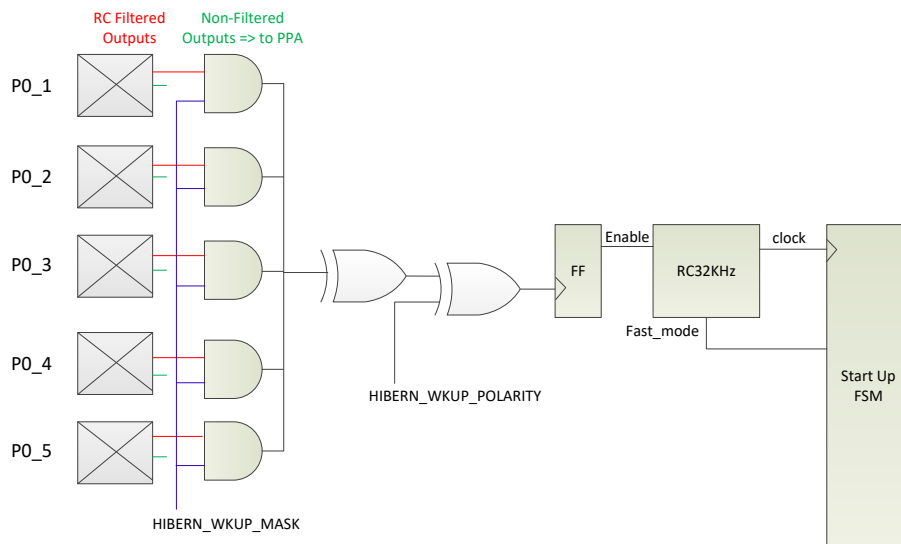 RC Filtered
Outputs
Non-Filtered
Outputs => to PPA
P0_1
P0_2
P0_3
P0_4
P0_5
HIBERN_WKUP_MASK
HIBERN_WKUP_POLARITY
FF
Enable
RC32KHz
clock
Fast_mode
Start Up
FSM